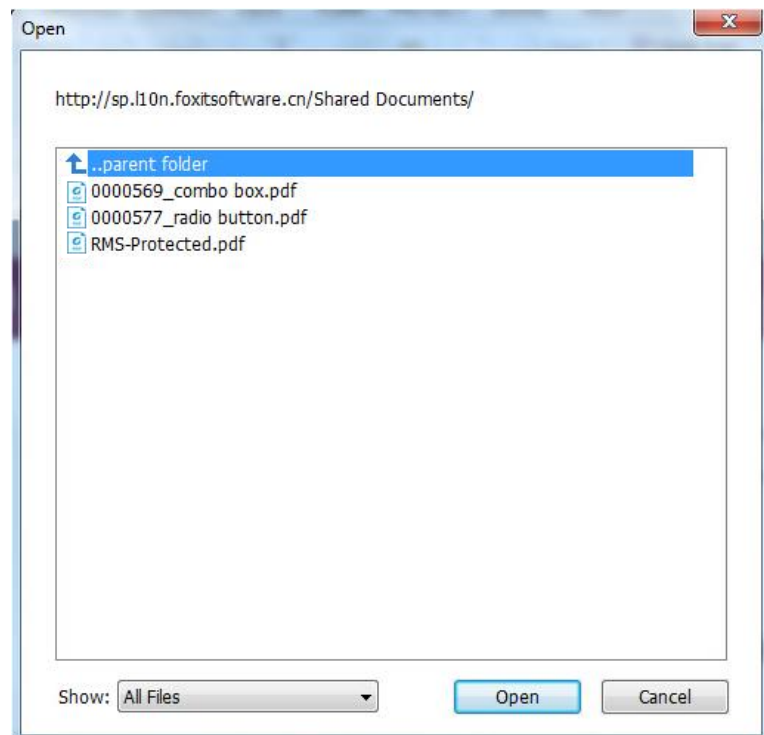 Open
http://sp.l10n.foxitsoftware.cn/Shared Documents/
..parent folder
0000569_combo box.pdf
0000577_radio button.pdf
RMS-Protected.pdf
Show: All Files Open Cancel